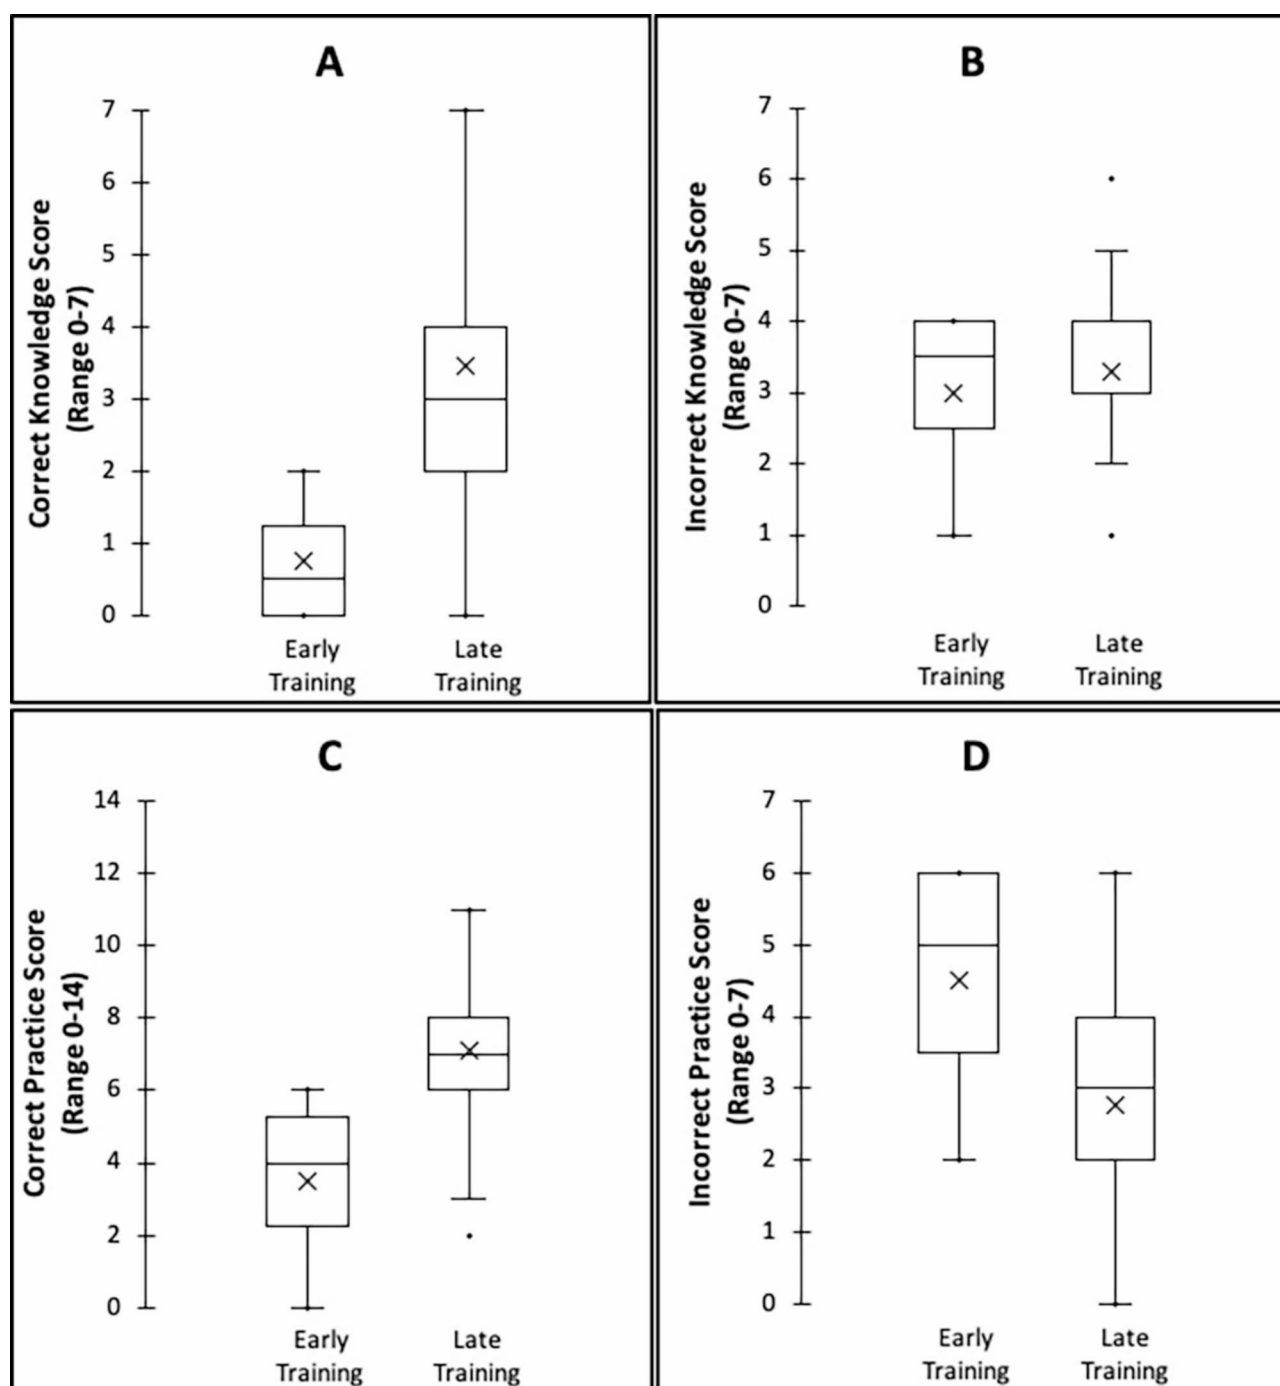 A
Correct Knowledge Score
(Range 0-7)
7
6
5
4
3
2
1
0
Early
Training
Late
Training
B
Incorrect Knowledge Score
(Range 0-7)
7
6
5
4
3
2
1
0
Early
Training
Late
Training
C
Correct Practice Score
(Range 0-14)
14
12
10
8
6
4
2
0
Early
Training
Late
Training
D
Incorrect Practice Score
(Range 0-7)
7
6
5
4
3
2
1
0
Early
Training
Late
Training